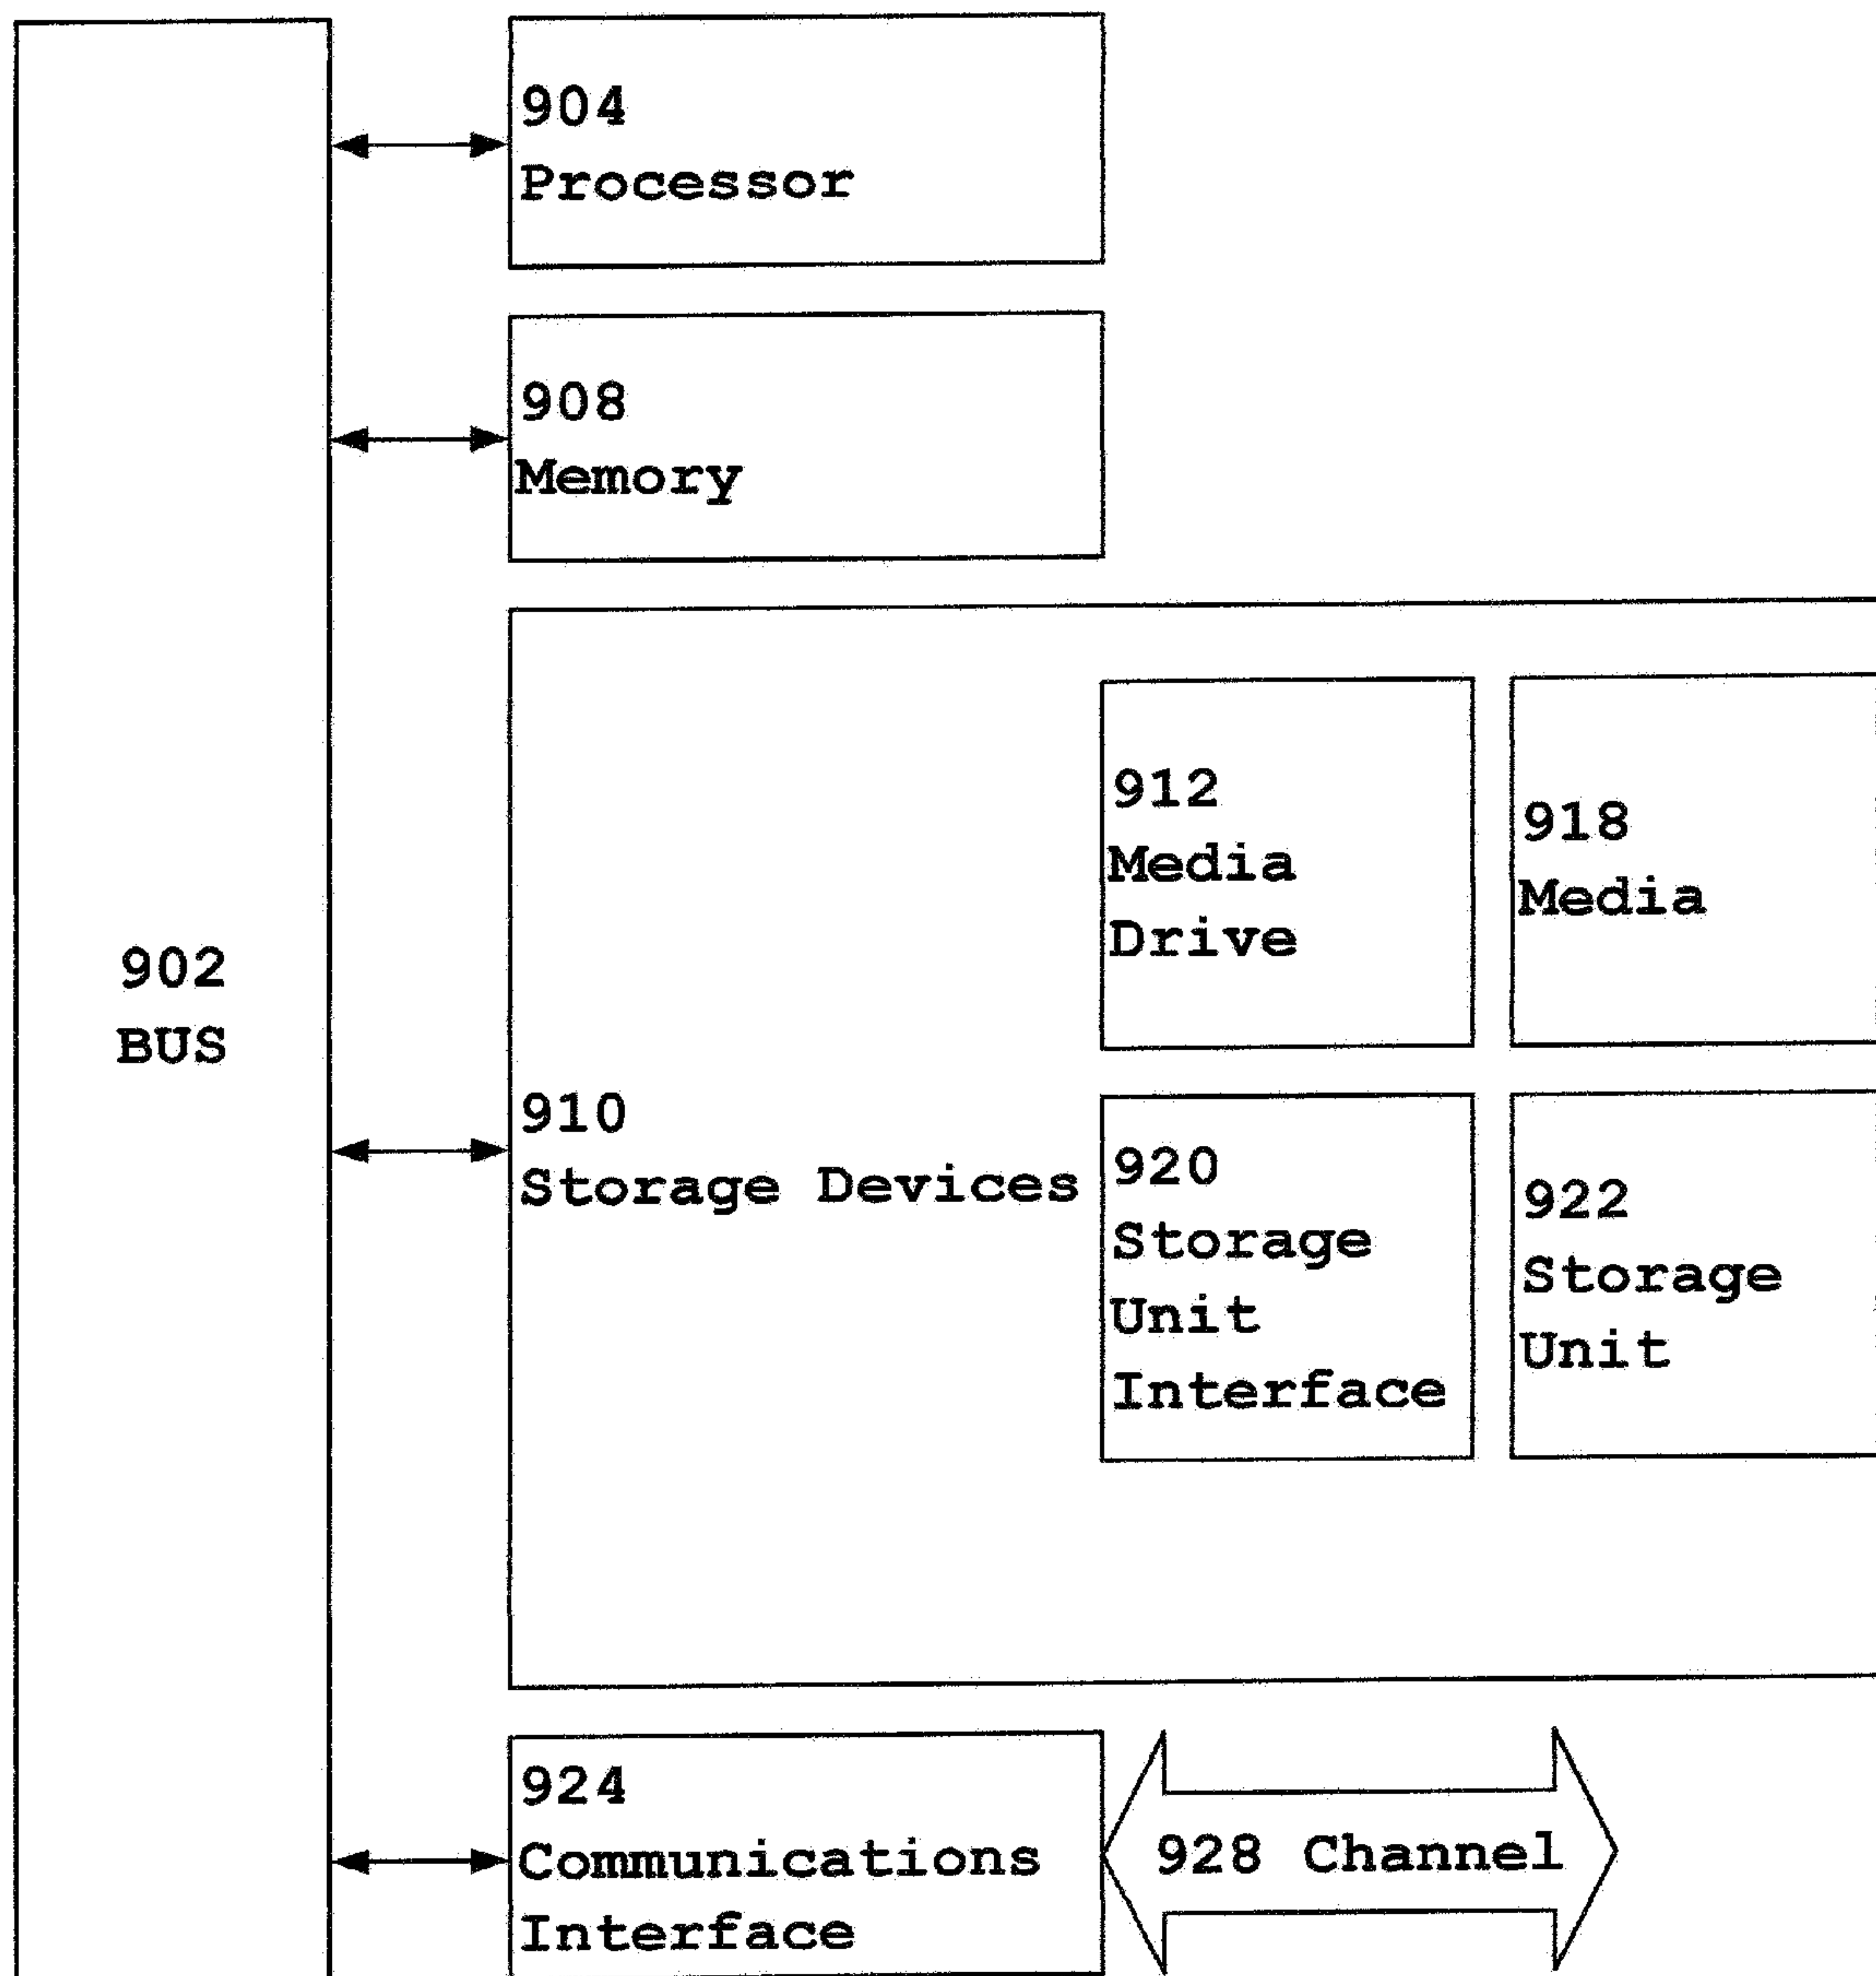 904
Processor
908
Memory
902
BUS
910
Storage Devices
912
Media
Drive
918
Media
920
Storage
Unit
Interface
922
Storage
Unit
924
Communications
Interface
928 Channel